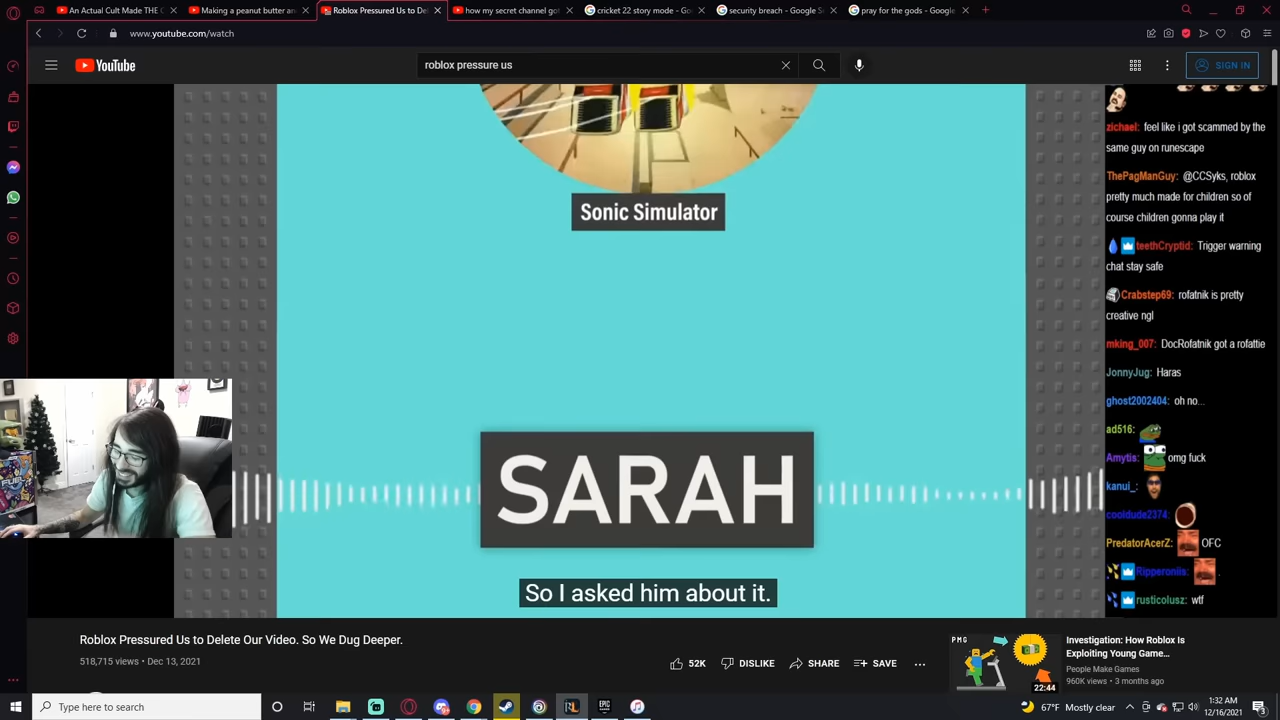 An Actual Cult Made THE C
Making a peanut butter an
Roblox Pressured Us to Del
how my secret channel got
cricket 22 story mode - Go
security breach - Google S
pray for the gods - Google
www.youtube.com/watch
YouTube
roblox pressure us
SIGN IN
zichael: feel like i got scammed by the
same guy on runescape
ThePagManGuy: @CCSyks, roblox
pretty much made for children so of
course children gonna play it
teethCryptid: Trigger warning
chat stay safe
Crabstep69: rofatnik is pretty
creative ngl
mking_007: DocRofatnik got a rofattie
JonnyJug: Haras
ghost2002404: oh no...
ad516:
Amytis: omg fuck
kanui_:
cooldude2374:
PredatorAcerZ: OFC
Ripperoniis: .
rusticolusz: wtf
Sonic Simulator
SARAH
So I asked him about it.
FUEL
Roblox Pressured Us to Delete Our Video. So We Dug Deeper.
518,715 views • Dec 13, 2021
52K
DISLIKE
SHARE
SAVE
PMG
22:44
Investigation: How Roblox Is
Exploiting Young Game...
People Make Games
960K views • 3 months ago
Type here to search
EPIC
67°F Mostly clear
1:32 AM
12/16/2021